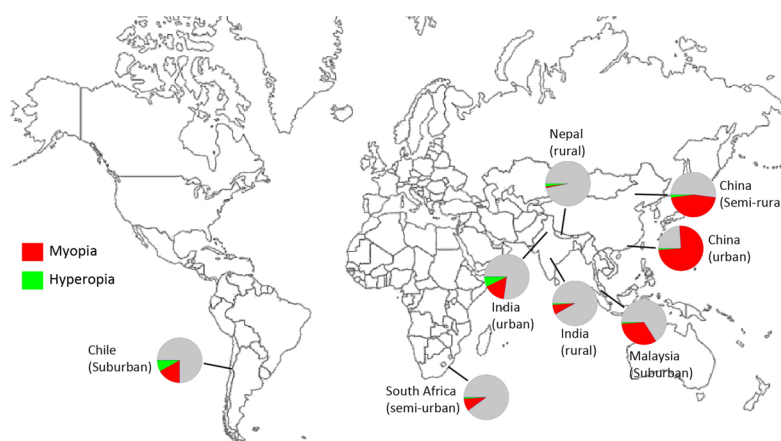 Nepal
(rural)
China
(Semi-rura
China
(urban)
Myopia
Hyperopia
India
(urban)
India
(rural)
Malaysia
(Suburban)
Chile
(Suburban)
South Africa
(semi-urban)